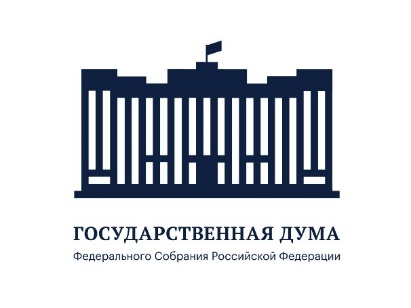 ГОСУДАРСТВЕННАЯ ДУМА
Федерального Собрания Российской Федерации